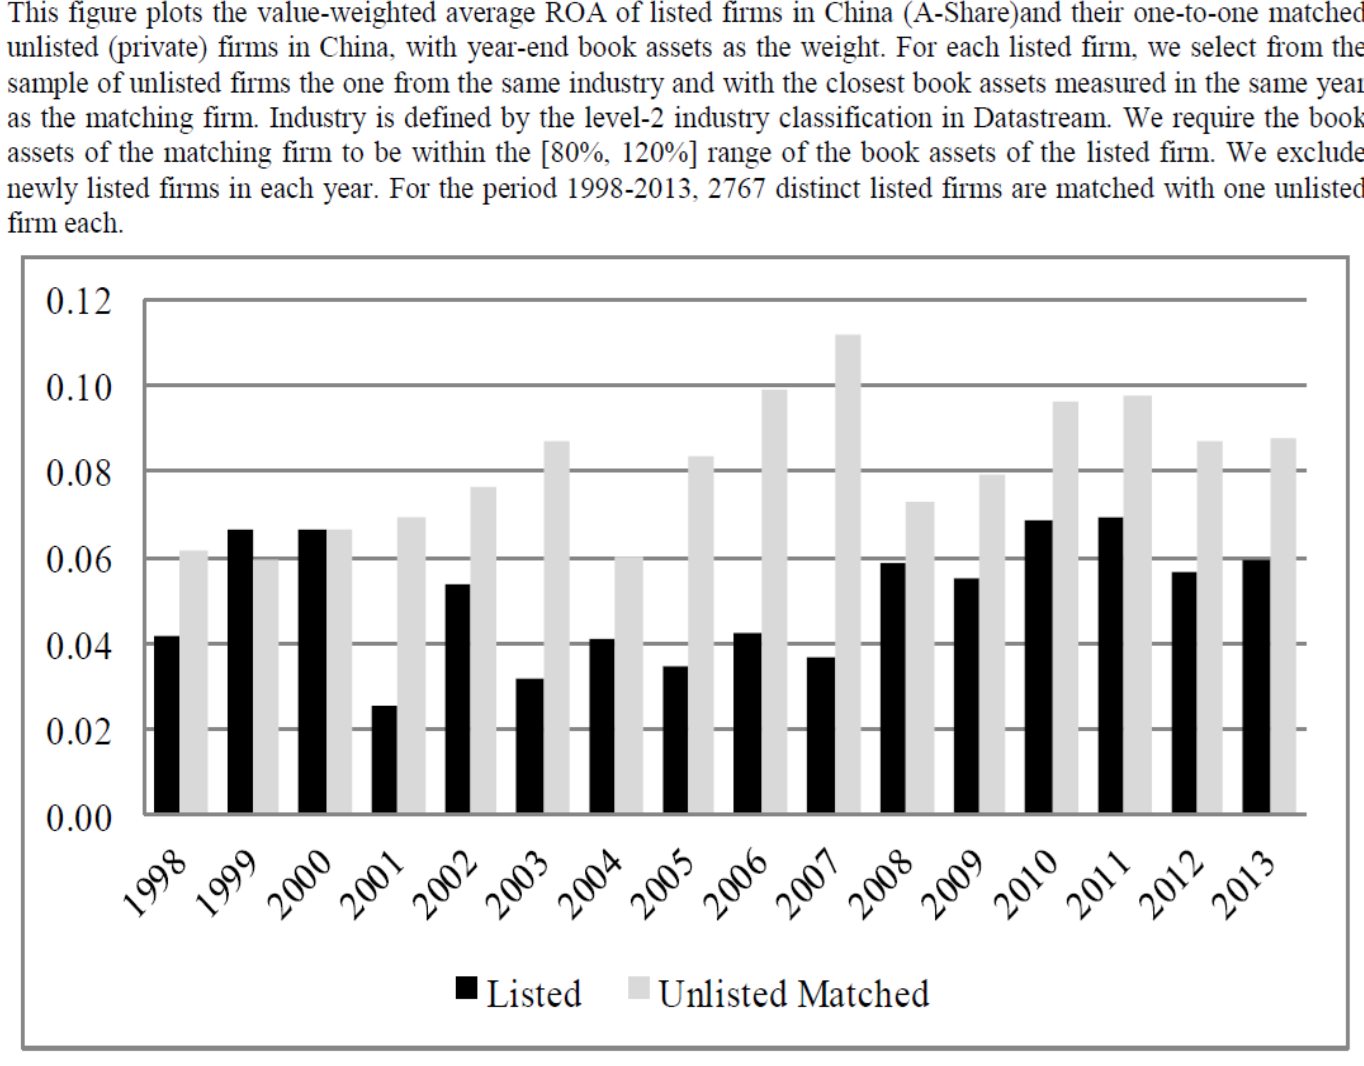 This figure plots the value-weighted average ROA of listed firms in China (A-Share)and their one-to-one matched
unlisted (private) firms in China, with year-end book assets as the weight. For each listed firm, we select from the
sample of unlisted firms the one from the same industry and with the closest book assets measured in the same year
as the matching firm. Industry is defined by the level-2 industry classification in Datastream. We require the book
assets of the matching firm to be within the [80%, 120%] range of the book assets of the listed firm. We exclude
newly listed firms in each year. For the period 1998-2013, 2767 distinct listed firms are matched with one unlisted
firm each.
0.12
0.10
0.08
0.06
0.04
0.02
0.00
1998 1999 2000 2001 2002 2003 2004 2005 2006 2007 2008 2009 2010 2011 2012 2013
Listed Unlisted Matched